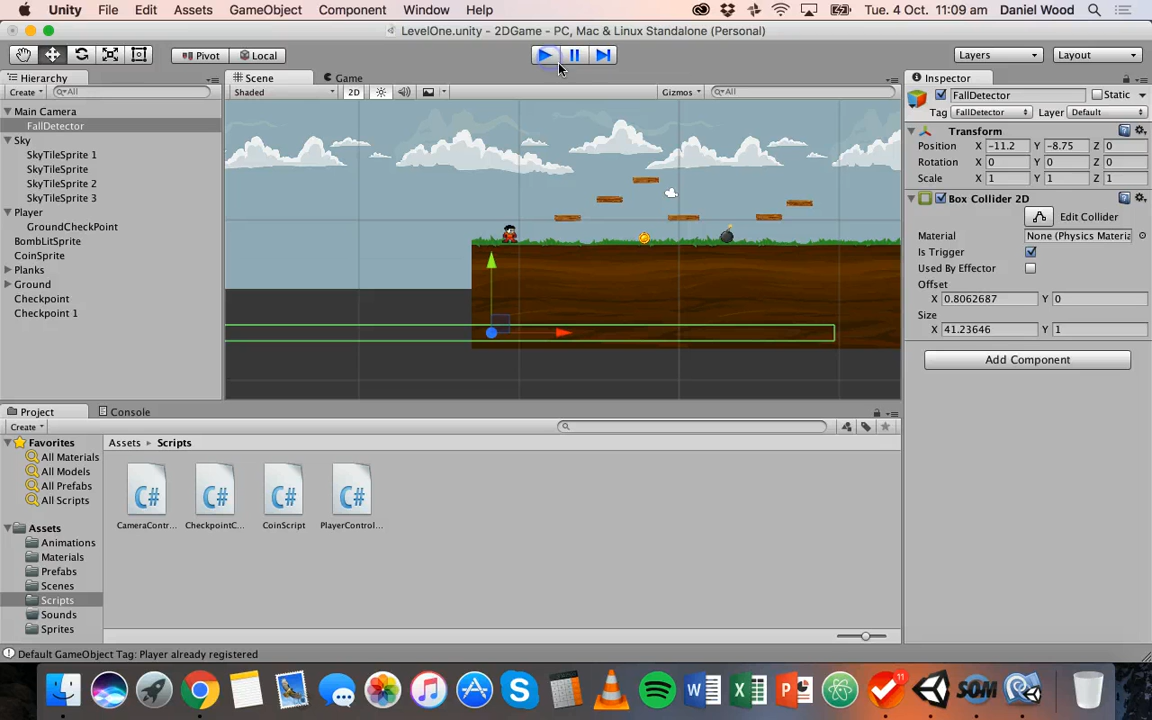 Unity File Edit Assets GameObject Component Window Help Tue. 4 Oct. 11:09 am Daniel Wood
LevelOne.unity - 2DGame - PC, Mac & Linux Standalone (Personal)
Pivot Local Layers Layout
Hierarchy
Create All
Main Camera
FallDetector
Sky
SkyTileSprite 1
SkyTileSprite
SkyTileSprite 2
SkyTileSprite 3
Player
GroundCheckPoint
BombLitSprite
CoinSprite
Planks
Ground
Checkpoint
Checkpoint 1
Scene Game
Shaded 2D Gizmos All
Inspector
FallDetector Static
Tag FallDetector Layer Default
Transform
Position X -11.2 Y -8.75 Z 0
Rotation X 0 Y 0 Z 0
Scale X 1 Y 1 Z 1
Box Collider 2D
Edit Collider
Material None (Physics Materia
Is Trigger
Used By Effector
Offset
X 0.8062687 Y 0
Size
X 41.23646 Y 1
Add Component
Project Console
Create
Favorites
All Materials
All Models
All Prefabs
All Scripts
Assets
Animations
Materials
Prefabs
Scenes
Scripts
Sounds
Sprites
Assets Scripts
C# C# C# C#
CameraContr... CheckpointC... CoinScript PlayerControl...
Default GameObject Tag: Player already registered
S W X P 11 SOM